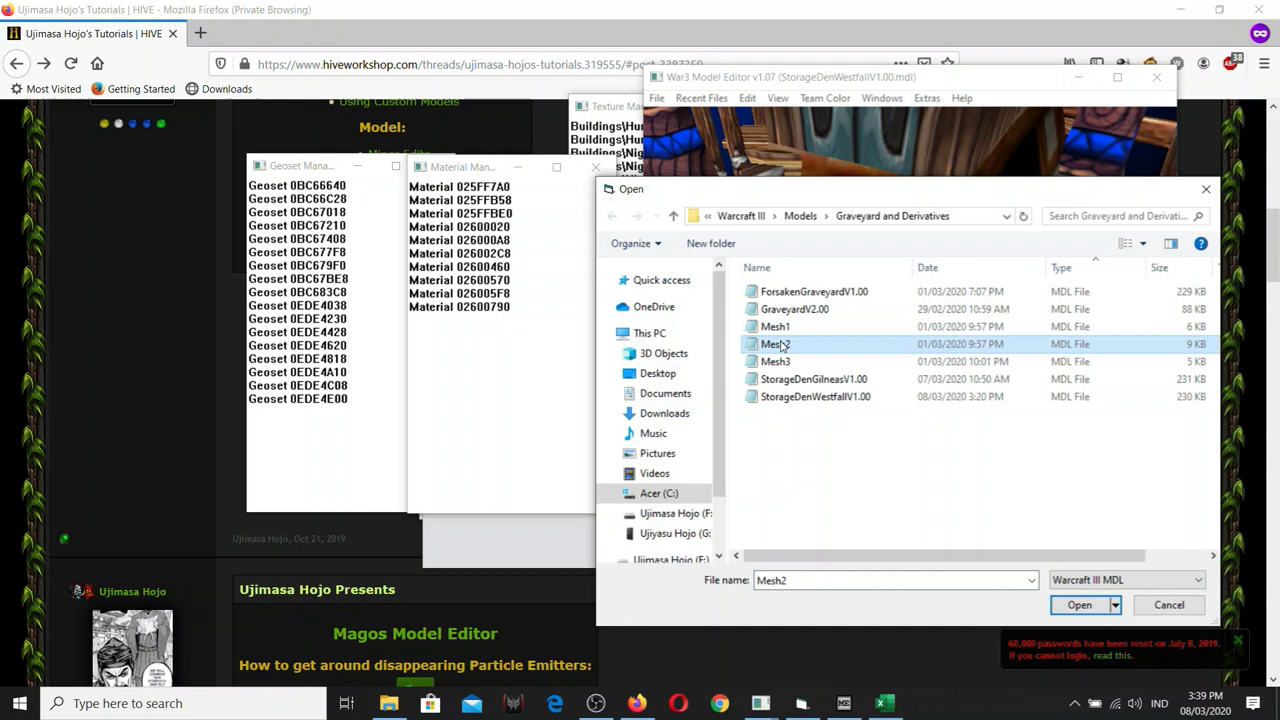 Ujimasa Hojo's Tutorials | HIVE - Mozilla Firefox (Private Browsing)
Ujimasa Hojo's Tutorials | HIVE
https://www.hiveworkshop.com/threads/ujimasa-hojos-tutorials.319555/#post-3387359
38
Most Visited
Getting Started
Downloads
Using Custom Models
Model:
Texture Ma
Buildings\Hu
War3 Model Editor v1.07 (StorageDenWestfallV1.00.mdl)
File
Recent Files
Edit
View
Team Color
Windows
Extras
Help
Geoset Mana...
Geoset 0BC66640
Geoset 0BC66C28
Geoset 0BC67018
Geoset 0BC67210
Geoset 0BC67408
Geoset 0BC677F8
Geoset 0BC679F0
Geoset 0BC67BE8
Geoset 0BC683C8
Geoset 0EDE4038
Geoset 0EDE4230
Geoset 0EDE4428
Geoset 0EDE4620
Geoset 0EDE4818
Geoset 0EDE4A10
Geoset 0EDE4C08
Geoset 0EDE4E00
Material Man...
Material 025FF7A0
Material 025FFB58
Material 025FFBE0
Material 02600020
Material 026000A8
Material 026002C8
Material 02600460
Material 02600570
Material 026005F8
Material 02600790
Open
« Warcraft III › Models › Graveyard and Derivatives
Search Graveyard and Derivati...
Organize
New folder
Quick access
OneDrive
This PC
3D Objects
Desktop
Documents
Downloads
Music
Pictures
Videos
Acer (C:)
Ujimasa Hojo (F:
Ujiyasu Hojo (G:
Ujimasa Hojo (F:)
Name Date Type Size
ForsakenGraveyardV1.00 01/03/2020 7:07 PM MDL File 229 KB
GraveyardV2.00 29/02/2020 10:59 AM MDL File 88 KB
Mesh1 01/03/2020 9:57 PM MDL File 6 KB
Mesh2 01/03/2020 9:57 PM MDL File 9 KB
Mesh3 01/03/2020 10:01 PM MDL File 5 KB
StorageDenGilneasV1.00 07/03/2020 10:50 AM MDL File 231 KB
StorageDenWestfallV1.00 08/03/2020 3:20 PM MDL File 230 KB
File name: Mesh2
Warcraft III MDL
Open
Cancel
Ujimasa Hojo, Oct 21, 2019
Ujimasa Hojo
Ujimasa Hojo Presents
Magos Model Editor
How to get around disappearing Particle Emitters:
60,000 passwords have been reset on July 8, 2019.
If you cannot login, read this.
Type here to search
IND
3:39 PM
08/03/2020